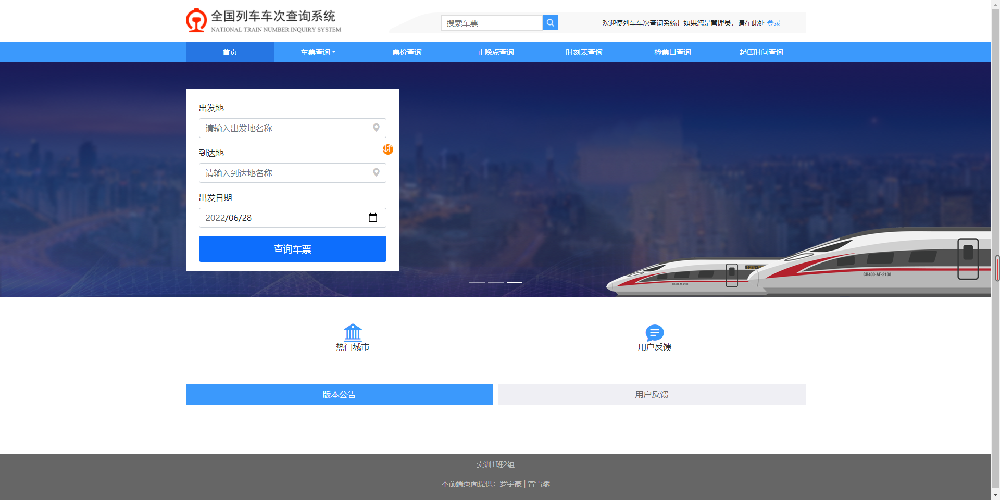 全国列车车次查询系统
NATIONAL TRAIN NUMBER INQUIRY SYSTEM
搜索车票
欢迎使列车车次查询系统！如果您是管理员，请在此处 登录
首页
车票查询
票价查询
正晚点查询
时刻表查询
检票口查询
起售时间查询
出发地
请输入出发地名称
到达地
请输入到达地名称
出发日期
2022/06/28
查询车票
CR400-AF-2108
CR400-AF-2108
热门城市
用户反馈
版本公告
用户反馈
实训1班2组
本前端页面提供：罗宇豪 | 曾雪斌